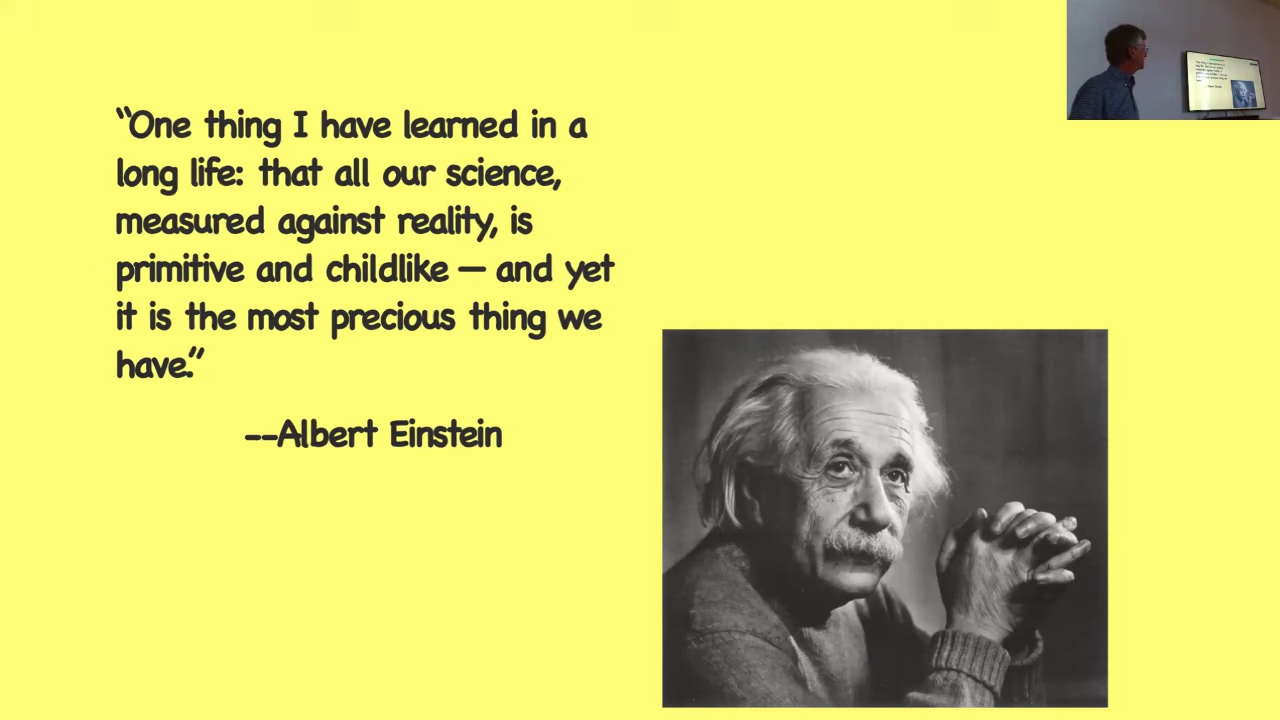 “One thing I have learned in a
long life: that all our science,
measured against reality, is
primitive and childlike — and yet
it is the most precious thing we
have.”
--Albert Einstein